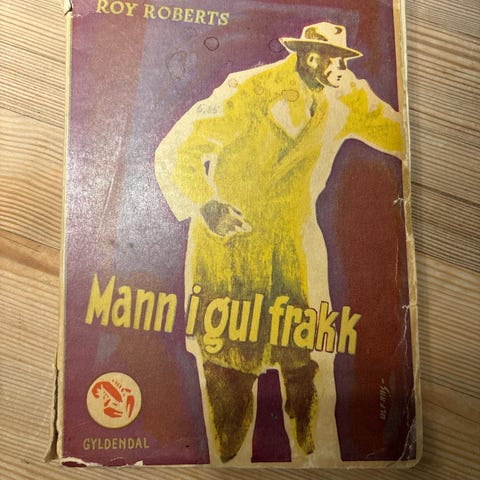 ROY ROBERTS
Mann i gul frakk
GYLDENDAL